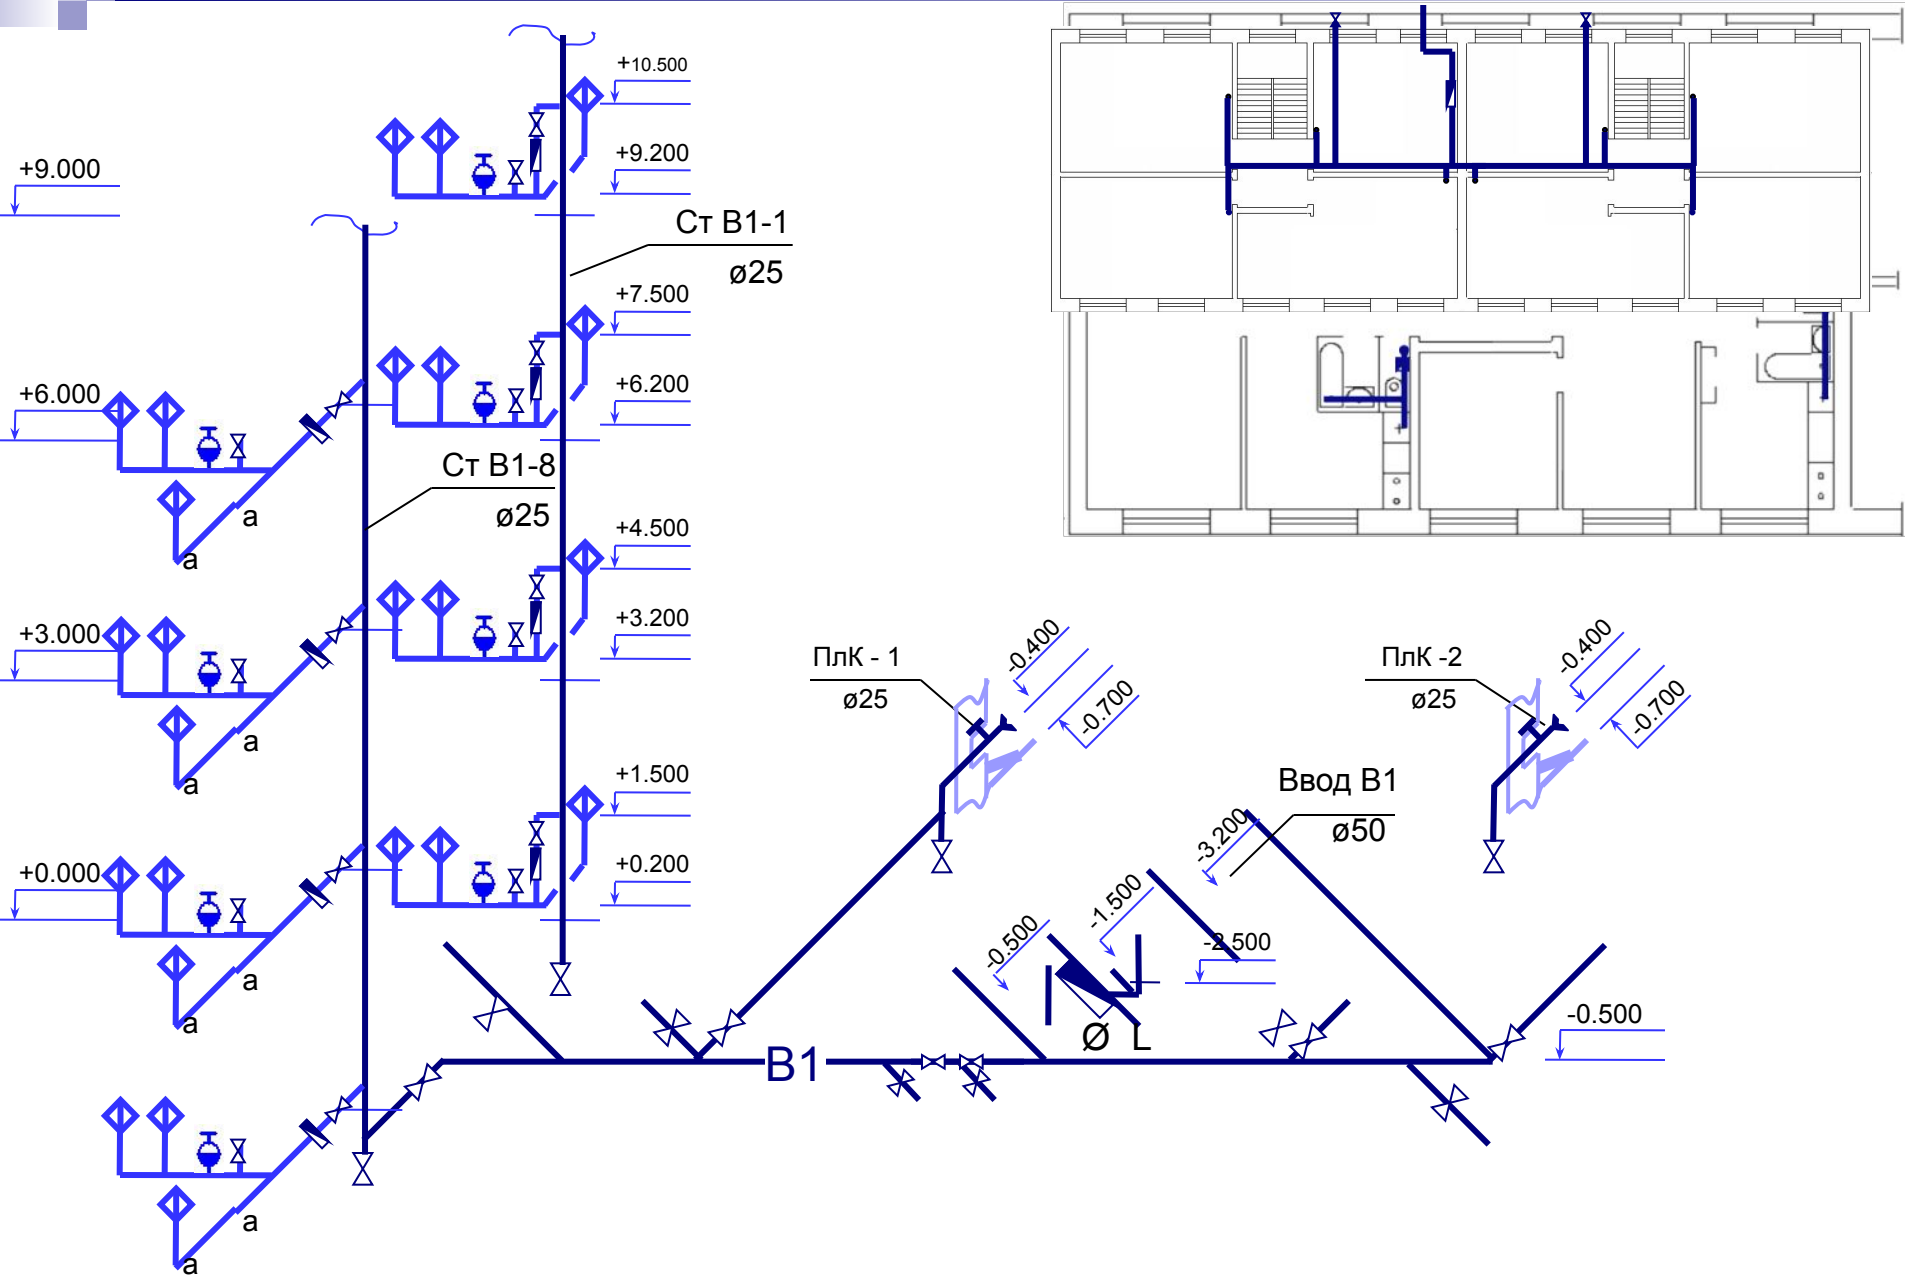 +10.500
+9.200
+9.000
Ст В1-1
ø25
+7.500
+6.200
+6.000
Ст В1-8
ø25
а
а
+4.500
+3.200
+3.000
а
а
ПлК - 1
ø25
-0.400
-0.700
ПлК -2
ø25
-0.400
-0.700
+1.500
+0.200
+0.000
а
а
Ввод В1
ø50
-3.200
-1.500
-0.500
-2.500
-0.500
Ø L
В1
а
а